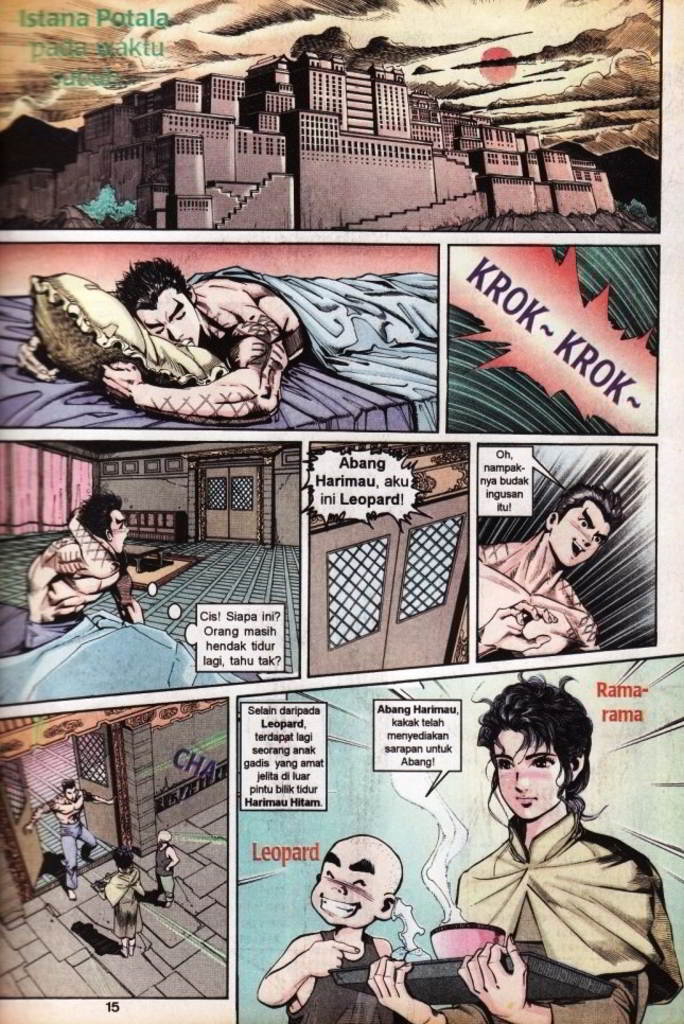 Istana Potala
pada waktu
subuh...
KROK~ KROK~
Cis! Siapa ini?
Orang masih
hendak tidur
lagi, tahu tak?
Abang
Harimau, aku
ini Leopard!
Oh,
nampak-
nya budak
ingusan
itu!
CHA
Selain daripada
Leopard,
terdapat lagi
seorang anak
gadis yang amat
jelita di luar
pintu bilik tidur
Harimau Hitam.
Abang Harimau,
kakak telah
menyediakan
sarapan untuk
Abang!
Rama-
rama
Leopard
15